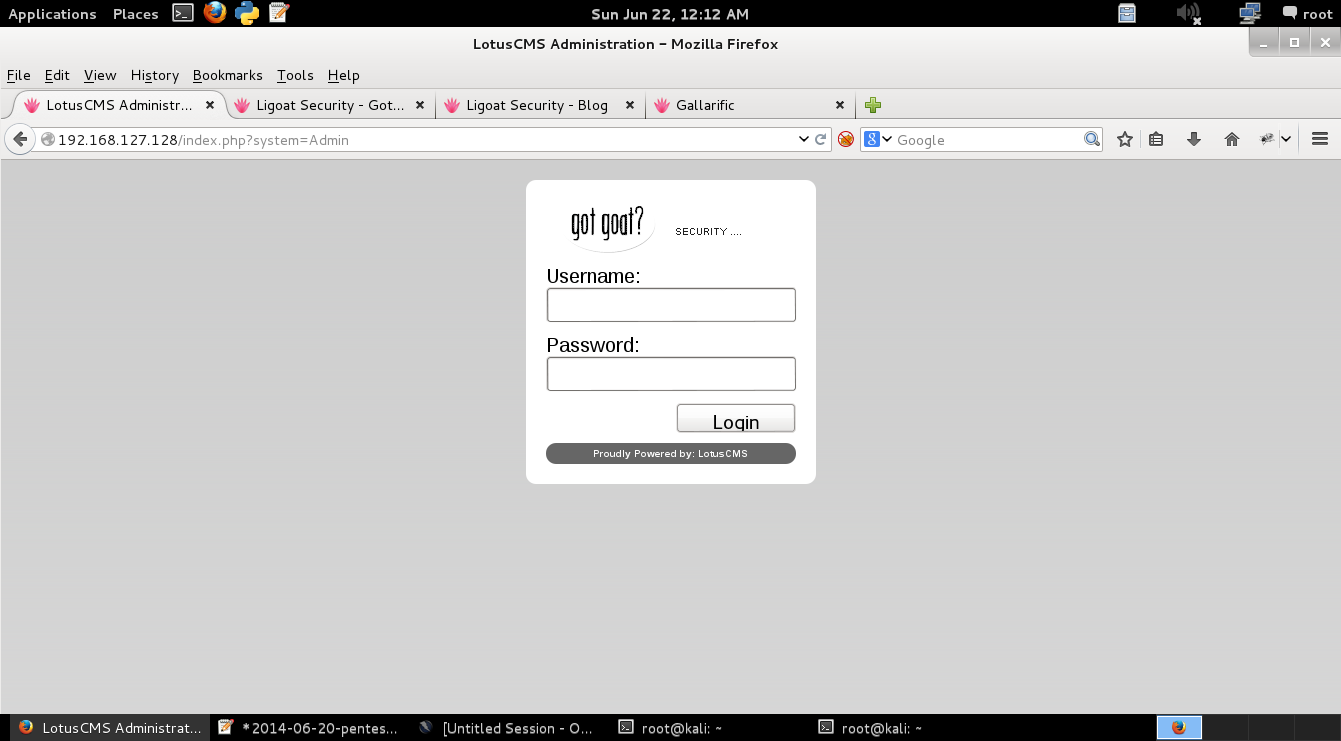 Applications Places Sun Jun 22, 12:12 AM root
LotusCMS Administration - Mozilla Firefox
File Edit View History Bookmarks Tools Help
LotusCMS Administr... Ligoat Security - Got... Ligoat Security - Blog Gallarific
192.168.127.128/index.php?system=Admin 8 Google
got goat? SECURITY ....
Username:
Password:
Login
Proudly Powered by: LotusCMS
LotusCMS Administrat... *2014-06-20-pentes... [Untitled Session - O... root@kali: ~ root@kali: ~